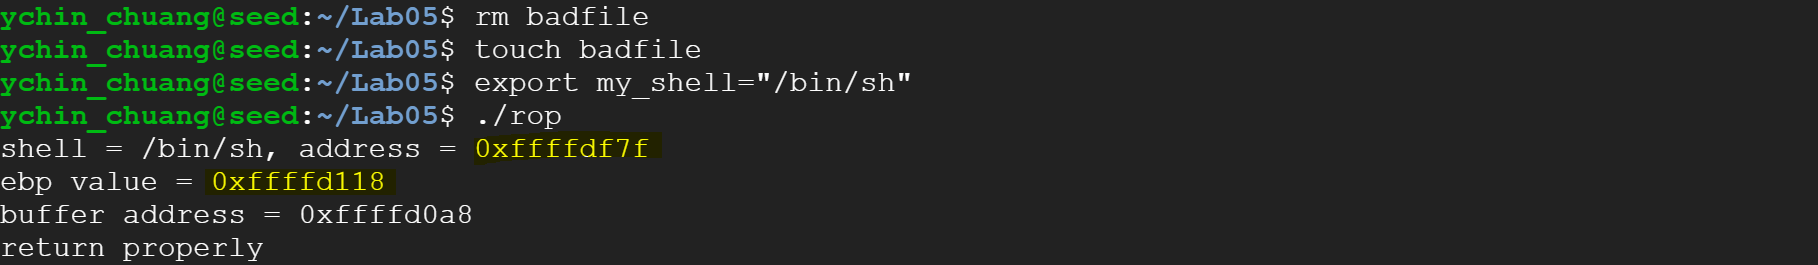 ychin_chuang@seed:~/Lab05$ rm badfile
ychin_chuang@seed:~/Lab05$ touch badfile
ychin_chuang@seed:~/Lab05$ export my_shell="/bin/sh"
ychin_chuang@seed:~/Lab05$ ./rop
shell = /bin/sh, address = 0xffffdf7f
ebp value = 0xffffd118
buffer address = 0xffffd0a8
return properly